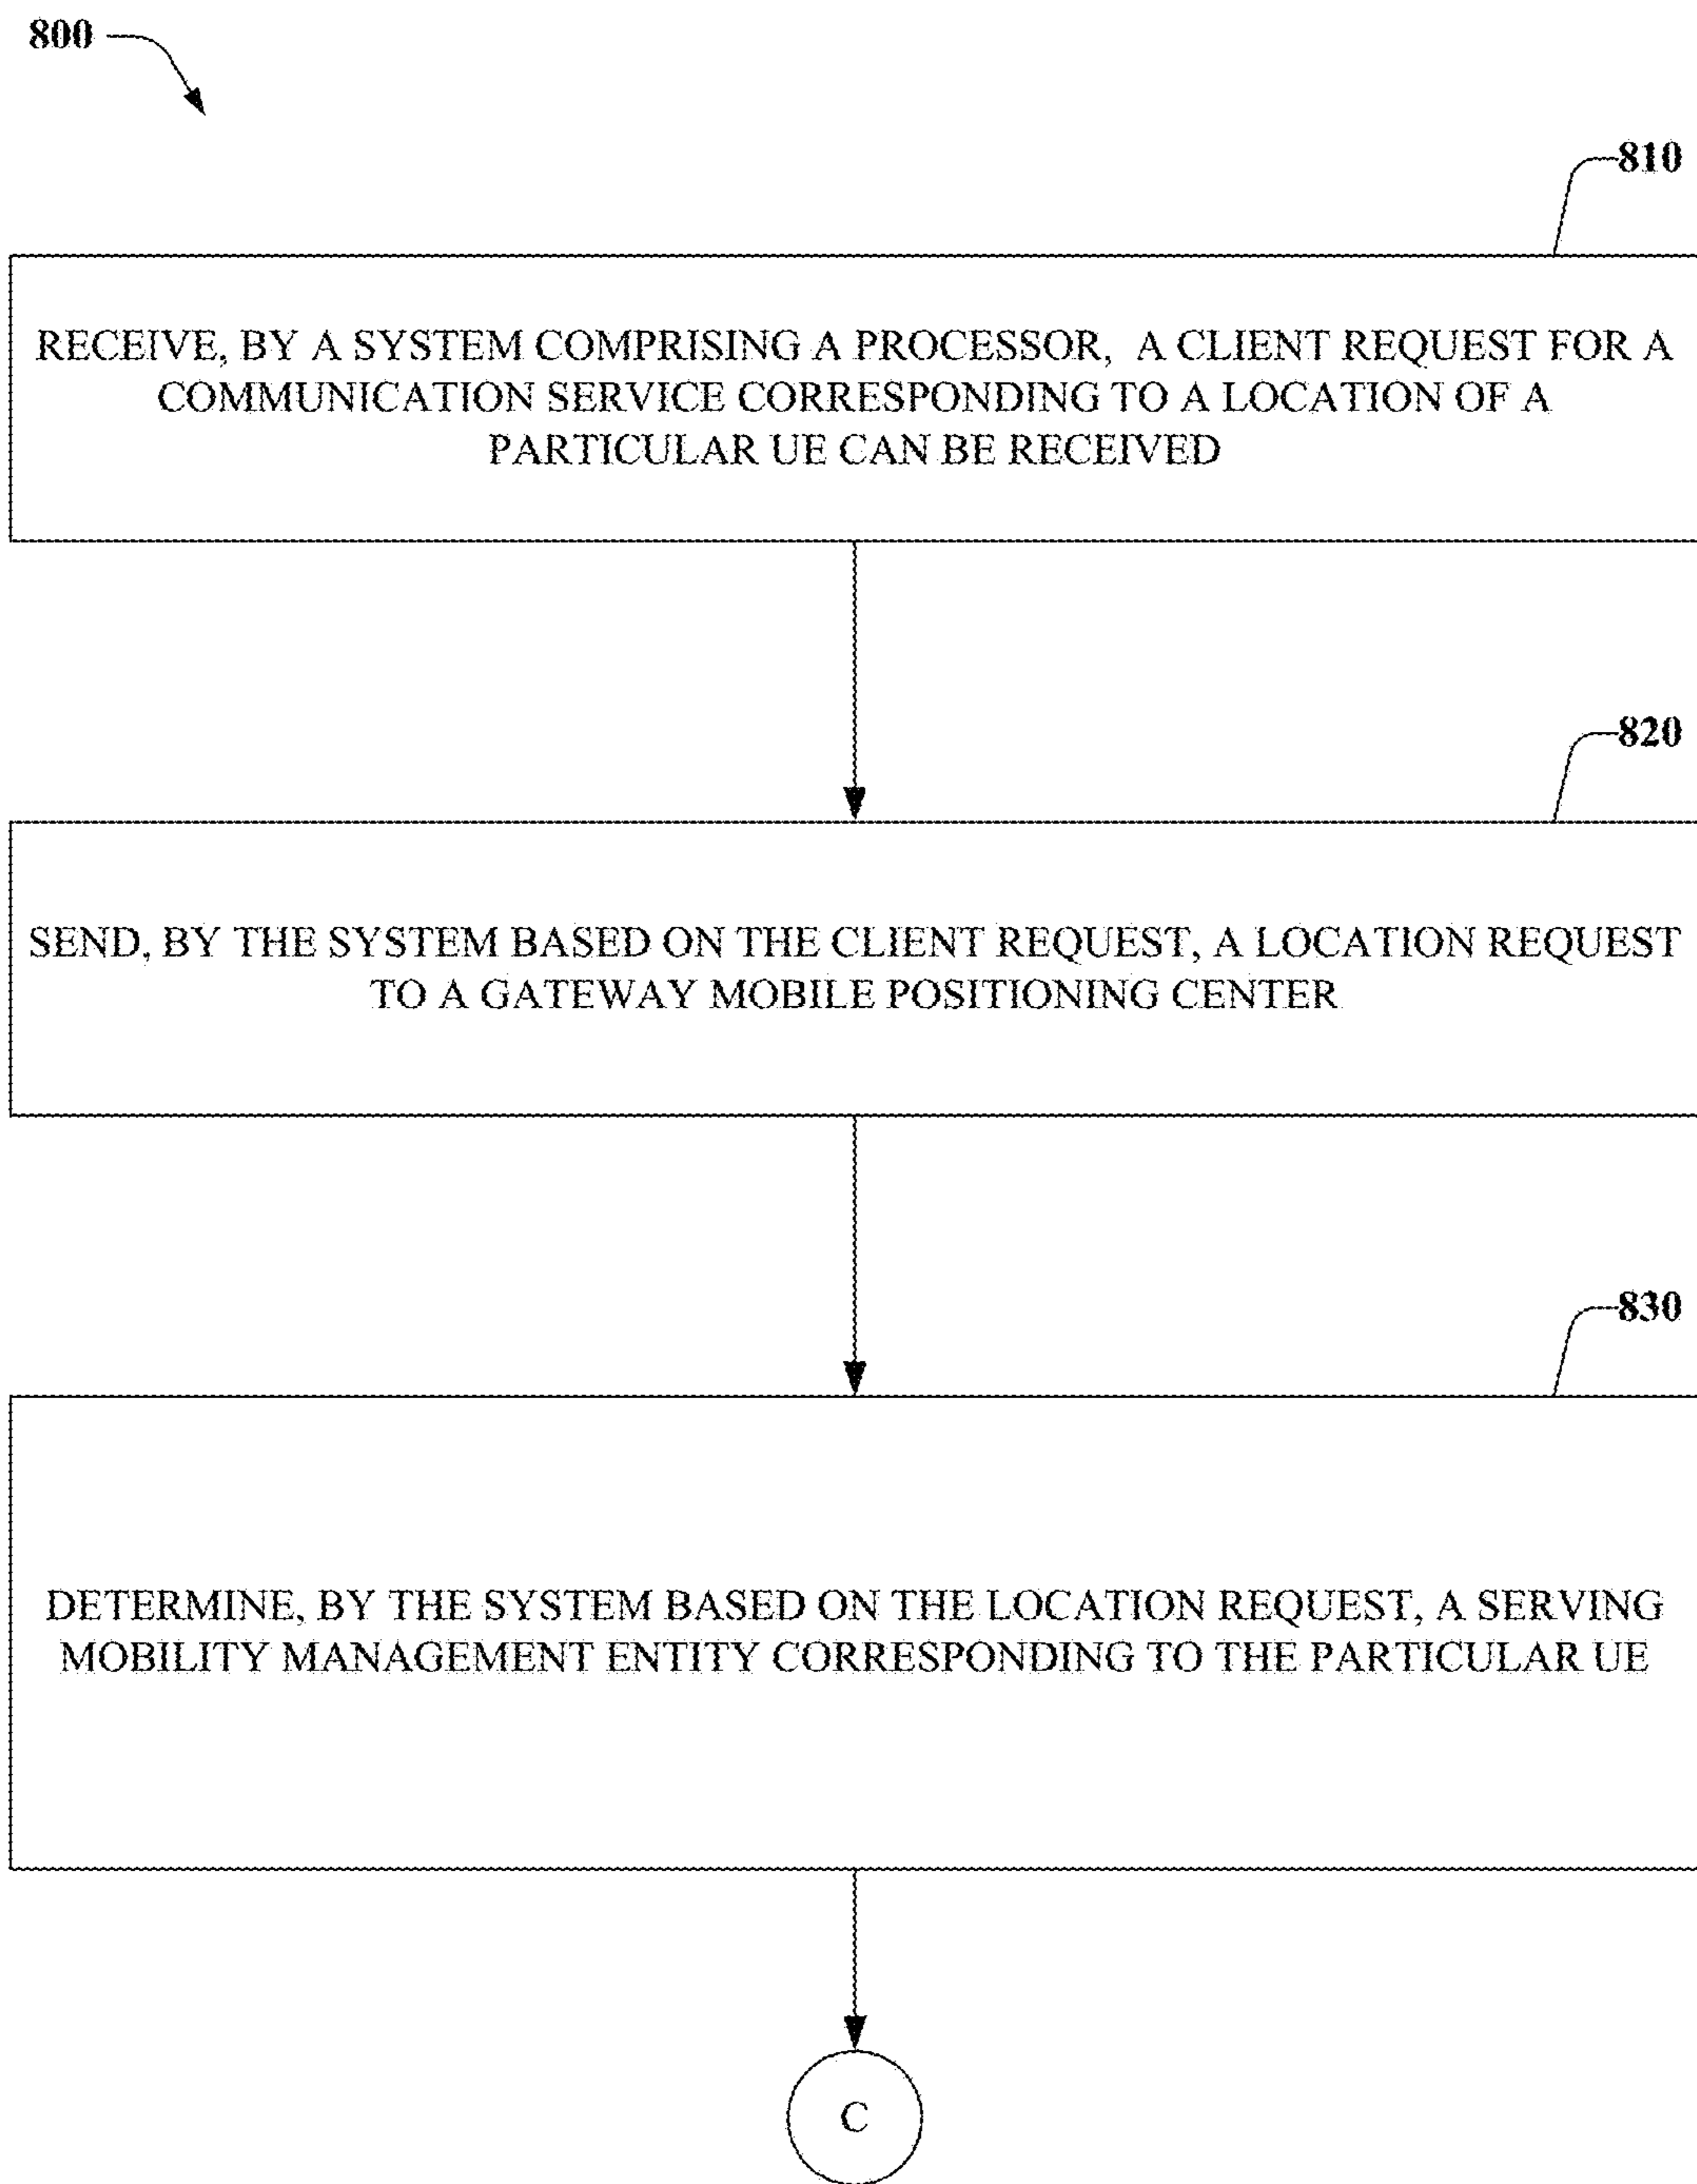 800
810
RECEIVE, BY A SYSTEM COMPRISING A PROCESSOR, A CLIENT REQUEST FOR A
COMMUNICATION SERVICE CORRESPONDING TO A LOCATION OF A
PARTICULAR UE CAN BE RECEIVED
820
SEND, BY THE SYSTEM BASED ON THE CLIENT REQUEST, A LOCATION REQUEST
TO A GATEWAY MOBILE POSITIONING CENTER
830
DETERMINE, BY THE SYSTEM BASED ON THE LOCATION REQUEST, A SERVING
MOBILITY MANAGEMENT ENTITY CORRESPONDING TO THE PARTICULAR UE
C